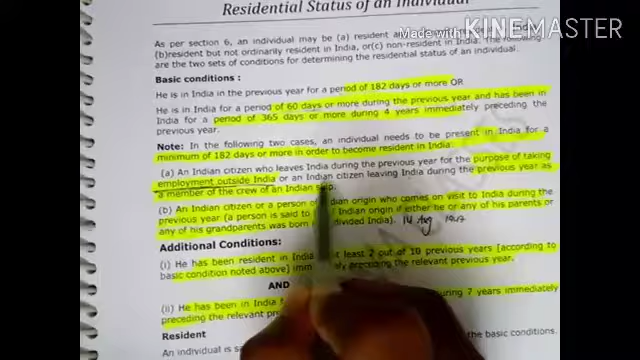 Residential Status of an Individual
Made with KINEMASTER
As per section 6, an individual may be (a) resident and
(b)resident but not ordinarily resident in India, or(c) non-resident in India. The following
are the two sets of conditions for determining the residential status of an individual.
Basic conditions:
He is in India in the previous year for a period of 182 days or more OR
He is in India for a period of 60 days or more during the previous year and has been in
India for a period of 365 days or more during 4 years immediately preceding the
previous year.
Note: In the following two cases, an individual needs to be present in India for a
minimum of 182 days or more in order to become resident in India:
(a) An Indian citizen who leaves India during the previous year for the purpose of taking
employment outside India or an Indian citizen leaving India during the previous year as
a member of the crew of an Indian ship.
(b) An Indian citizen or a person of Indian origin who comes on visit to India during the
previous year (a person is said to Indian origin if either he or any of his parents or
any of his grandparents was born divided India). 14 Aug 1947
Additional Conditions:
(i) He has been resident in India at least 2 out of 10 previous years [according to
basic condition noted above] preceding the relevant previous year.
AND
(ii) He has been in India during 7 years immediately
preceding the relevant
Resident
An individual is the basic conditions.